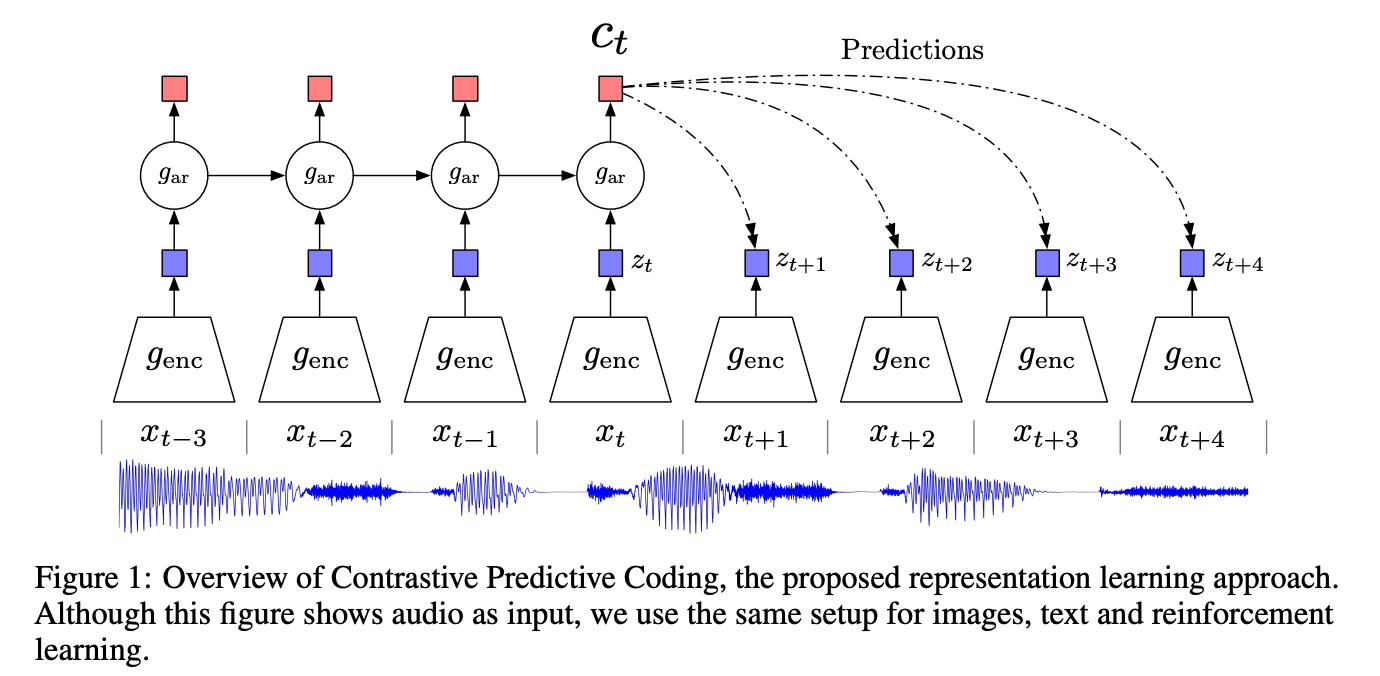 c_t
Predictions
g_ar g_ar g_ar g_ar
z_t z_{t+1} z_{t+2} z_{t+3} z_{t+4}
g_enc g_enc g_enc g_enc g_enc g_enc g_enc g_enc
| x_{t−3} | x_{t−2} | x_{t−1} | x_t | x_{t+1} | x_{t+2} | x_{t+3} | x_{t+4} |
Figure 1: Overview of Contrastive Predictive Coding, the proposed representation learning approach.
Although this figure shows audio as input, we use the same setup for images, text and reinforcement
learning.